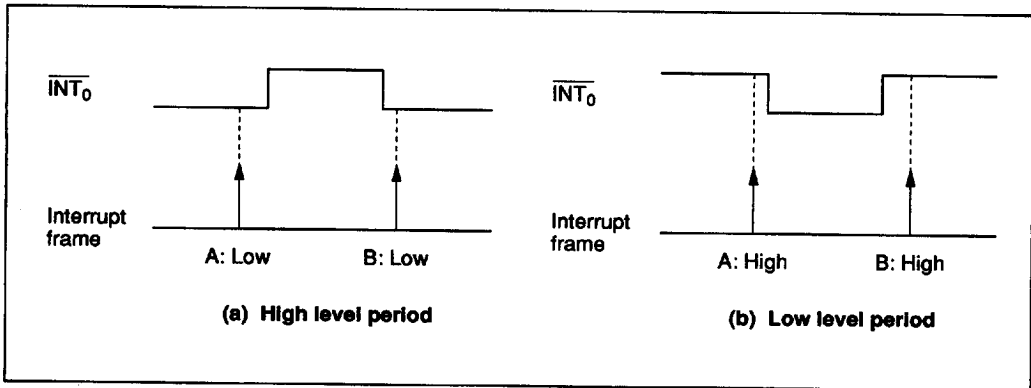 INT0
Interrupt
frame
A: Low
B: Low
(a) High level period
INT0
Interrupt
frame
A: High
B: High
(b) Low level period